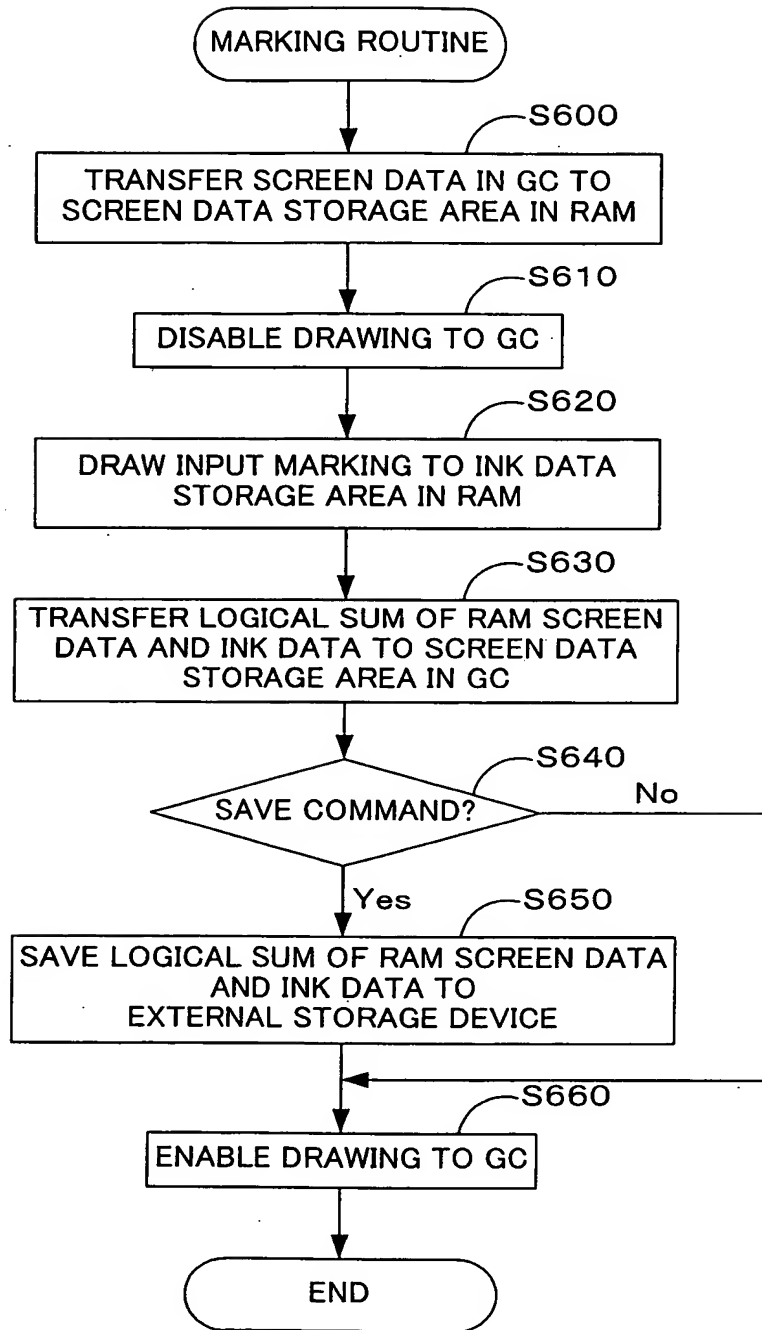 MARKING ROUTINE
S600
TRANSFER SCREEN DATA IN GC TO
SCREEN DATA STORAGE AREA IN RAM
S610
DISABLE DRAWING TO GC
S620
DRAW INPUT MARKING TO INK DATA
STORAGE AREA IN RAM
S630
TRANSFER LOGICAL SUM OF RAM SCREEN
DATA AND INK DATA TO SCREEN DATA
STORAGE AREA IN GC
S640
SAVE COMMAND?
No
Yes
S650
SAVE LOGICAL SUM OF RAM SCREEN DATA
AND INK DATA TO
EXTERNAL STORAGE DEVICE
S660
ENABLE DRAWING TO GC
END